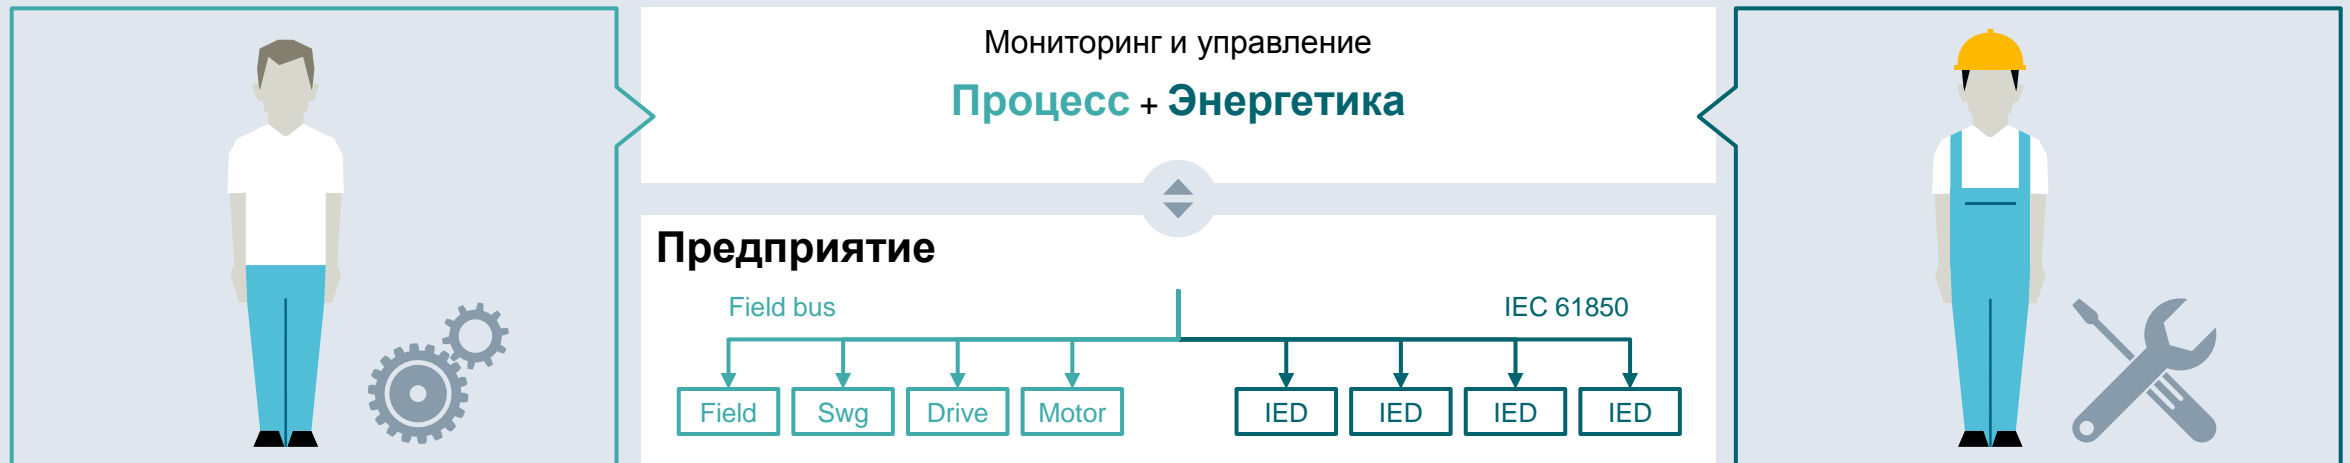 Мониторинг и управление
Процесс + Энергетика
Предприятие
Field bus
IEC 61850
Field Swg Drive Motor IED IED IED IED